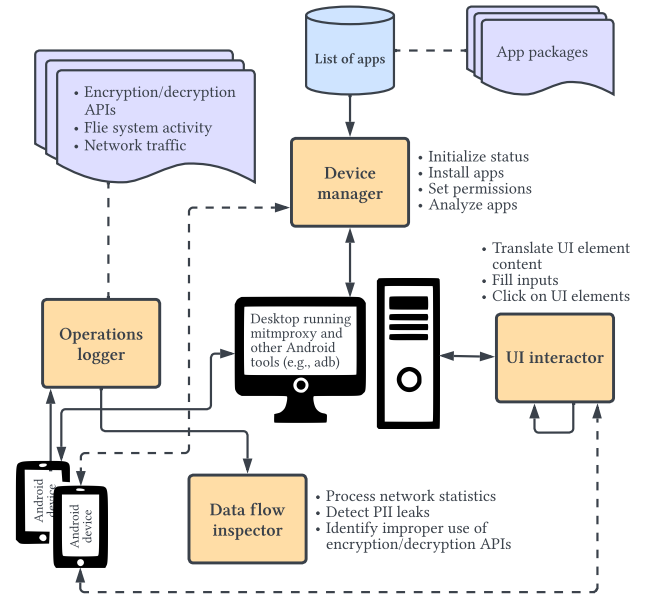 List of apps
App packages
• Encryption/decryption
APIs
• Flie system activity
• Network traffic
Device
manager
• Initialize status
• Install apps
• Set permissions
• Analyze apps
• Translate UI element
content
• Fill inputs
• Click on UI elements
Operations
logger
Desktop running
mitmproxy and
other Android
tools (e.g., adb)
UI interactor
Android
device
Android
device
Data flow
inspector
• Process network statistics
• Detect PII leaks
• Identify improper use of
encryption/decryption APIs